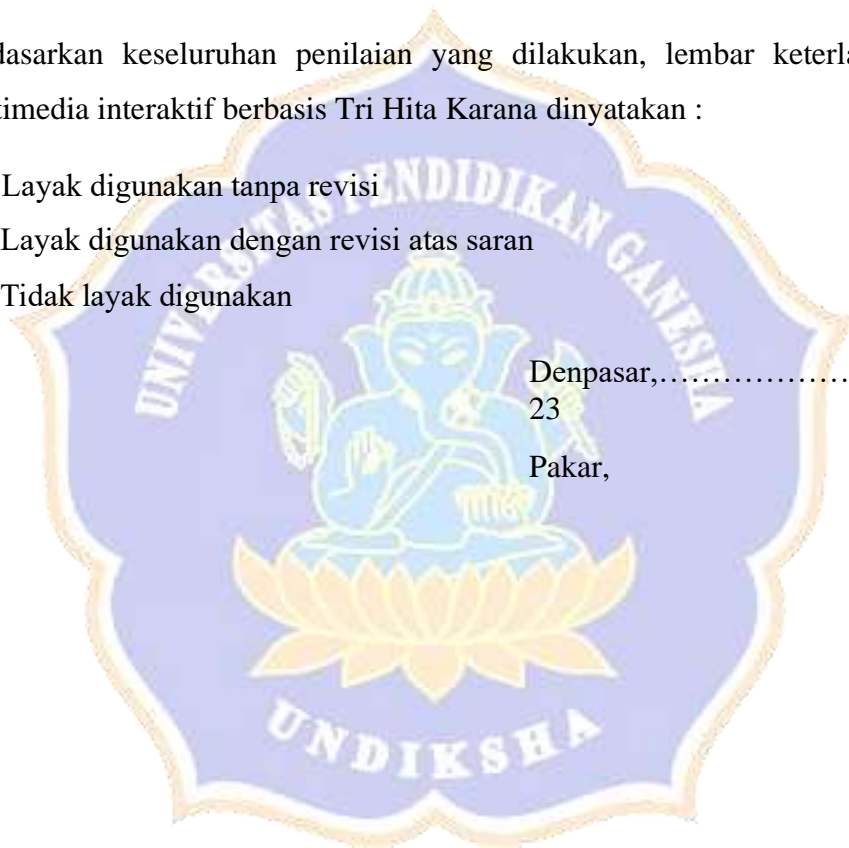 dasarkan keseluruhan penilaian yang dilakukan, lembar keterla
timedia interaktif berbasis Tri Hita Karana dinyatakan :
Layak digunakan tanpa revisi
Layak digunakan dengan revisi atas saran
Tidak layak digunakan
Denpasar,………………
23
Pakar,
UNIVERSITAS PENDIDIKAN GANESHA
UNDIKSHA